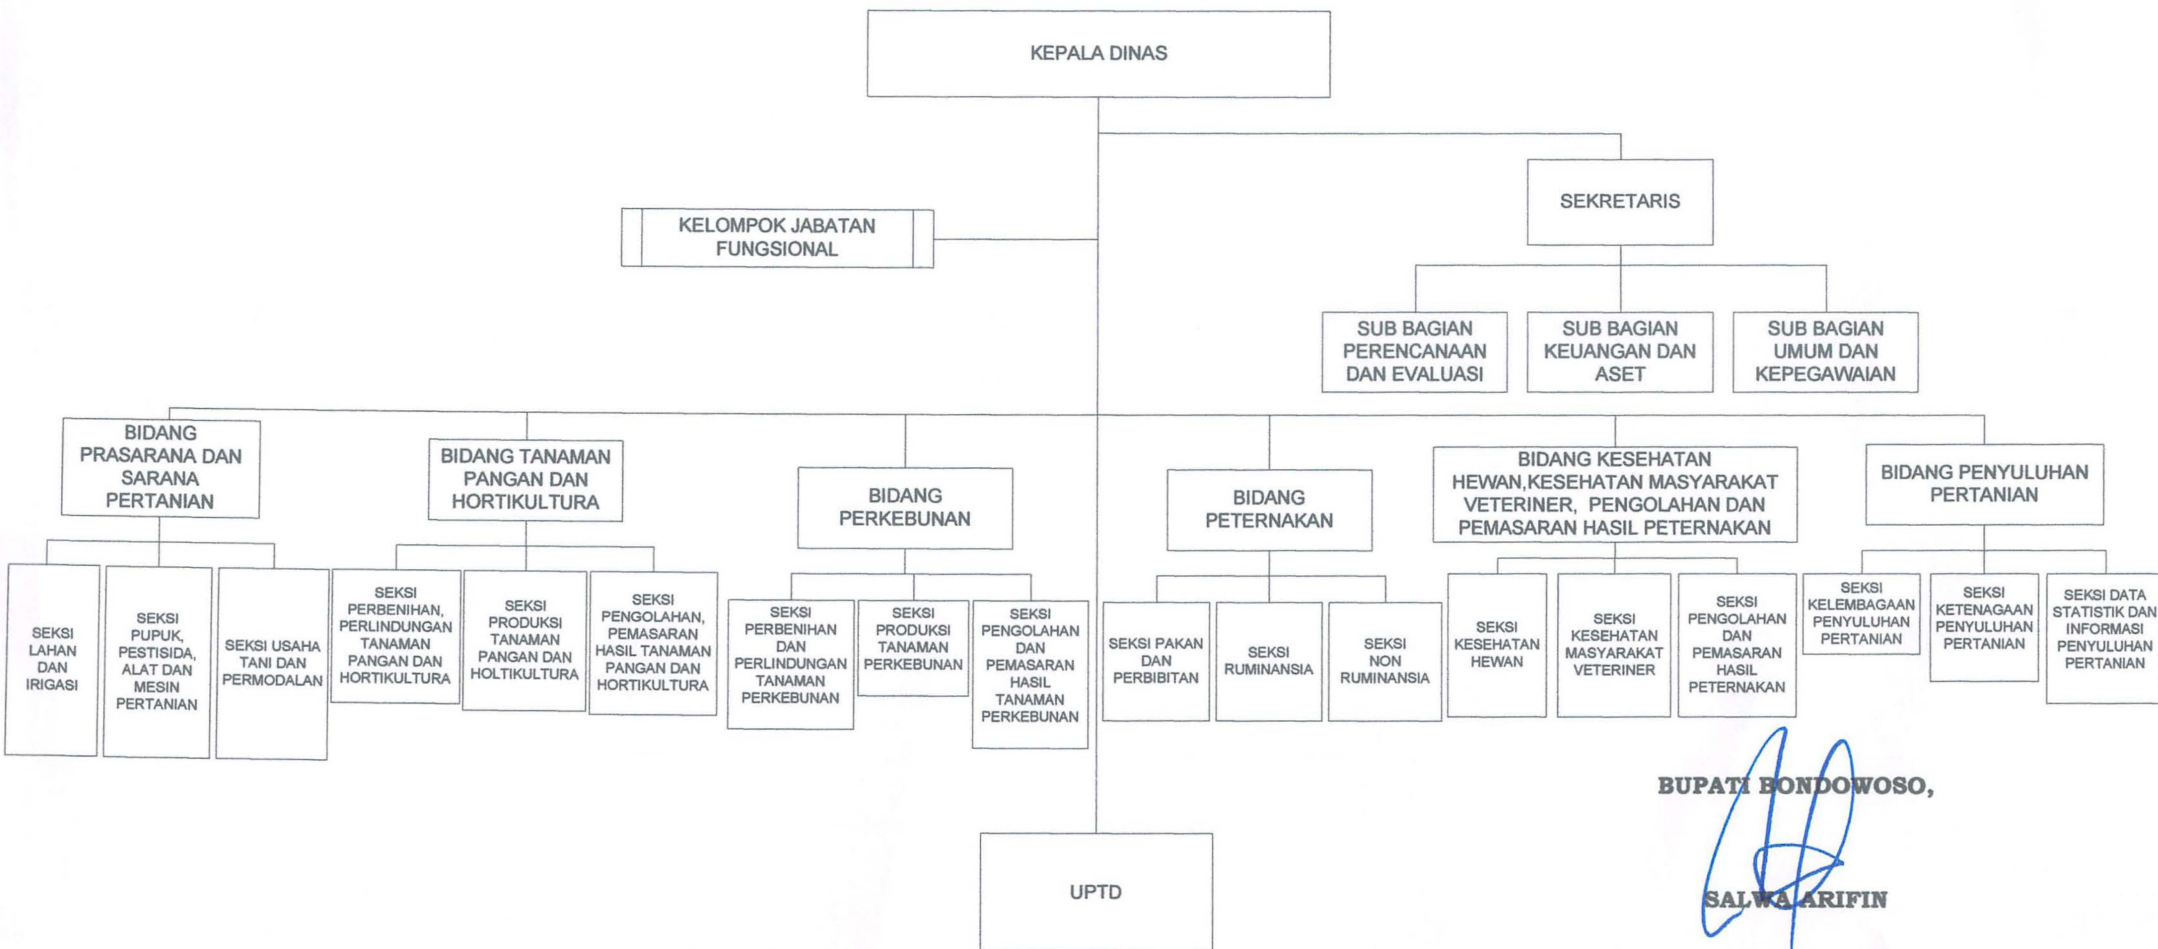 KEPALA DINAS
SEKRETARIS
KELOMPOK JABATAN
FUNGSIONAL
SUB BAGIAN
PERENCANAAN
DAN EVALUASI
SUB BAGIAN
KEUANGAN DAN
ASET
SUB BAGIAN
UMUM DAN
KEPEGAWAIAN
BIDANG
PRASARANA DAN
SARANA
PERTANIAN
BIDANG TANAMAN
PANGAN DAN
HORTIKULTURA
BIDANG
PERKEBUNAN
BIDANG
PETERNAKAN
BIDANG KESEHATAN
HEWAN,KESEHATAN MASYARAKAT
VETERINER, PENGOLAHAN DAN
PEMASARAN HASIL PETERNAKAN
BIDANG PENYULUHAN
PERTANIAN
SEKSI
LAHAN
DAN
IRIGASI
SEKSI
PUPUK,
PESTISIDA,
ALAT DAN
MESIN
PERTANIAN
SEKSI USAHA
TANI DAN
PERMODALAN
SEKSI
PERBENIHAN,
PERLINDUNGAN
TANAMAN
PANGAN DAN
HORTIKULTURA
SEKSI
PRODUKSI
TANAMAN
PANGAN DAN
HOLTIKULTURA
SEKSI
PENGOLAHAN,
PEMASARAN
HASIL TANAMAN
PANGAN DAN
HORTIKULTURA
SEKSI
PERBENIHAN
DAN
PERLINDUNGAN
TANAMAN
PERKEBUNAN
SEKSI
PRODUKSI
TANAMAN
PERKEBUNAN
SEKSI
PENGOLAHAN
DAN
PEMASARAN
HASIL
TANAMAN
PERKEBUNAN
SEKSI PAKAN
DAN
PERBIBITAN
SEKSI
RUMINANSIA
SEKSI
NON
RUMINANSIA
SEKSI
KESEHATAN
HEWAN
SEKSI
KESEHATAN
MASYARAKAT
VETERINER
SEKSI
PENGOLAHAN
DAN
PEMASARAN
HASIL
PETERNAKAN
SEKSI
KELEMBAGAAN
PENYULUHAN
PERTANIAN
SEKSI
KETENAGAAN
PENYULUHAN
PERTANIAN
SEKSI DATA
STATISTIK DAN
INFORMASI
PENYULUHAN
PERTANIAN
UPTD
BUPATI BONDOWOSO,
SALWA ARIFIN